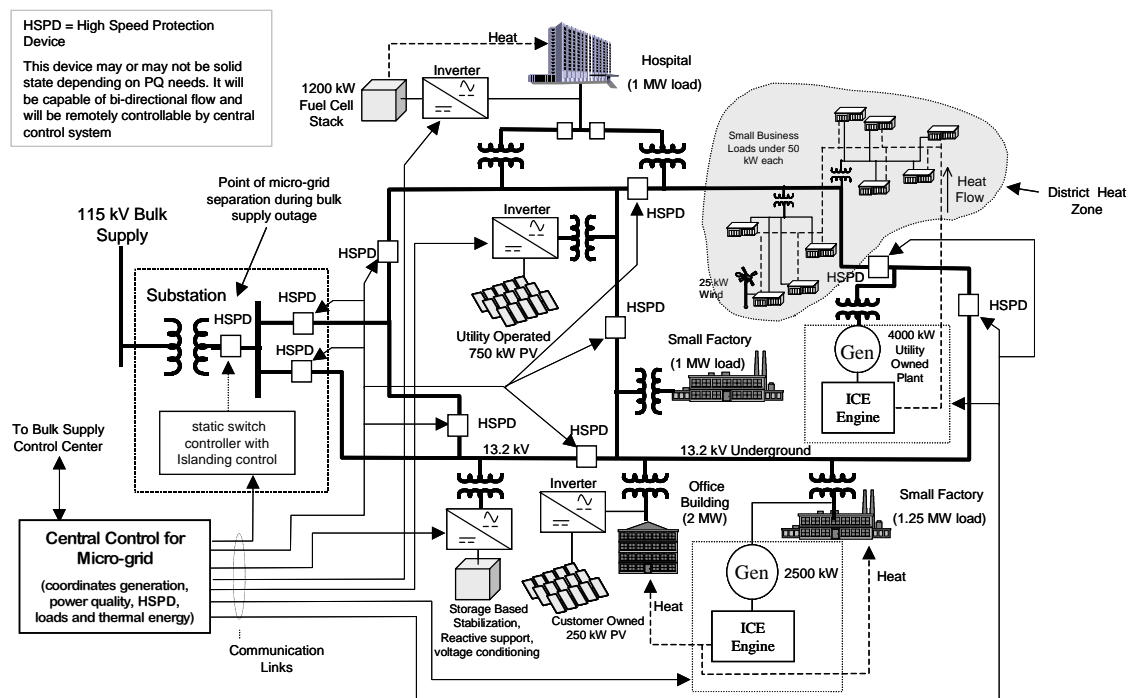 HSPD = High Speed Protection
Device
This device may or may not be solid
state depending on PQ needs. It will
be capable of bi-directional flow and
will be remotely controllable by central
control system
Heat
Hospital
(1 MW load)
Inverter
1200 kW
Fuel Cell
Stack
Small Business
Loads under 50
kW each
Heat
Flow
District Heat
Zone
Point of micro-grid
separation during bulk
supply outage
115 kV Bulk
Supply
Inverter
HSPD
HSPD
HSPD
25 kW
Wind
Substation
HSPD
HSPD
HSPD
HSPD
HSPD
Utility Operated
750 kW PV
Small Factory
(1 MW load)
Gen
4000 kW
Utility
Owned
Plant
ICE
Engine
static switch
controller with
Islanding control
HSPD
HSPD
To Bulk Supply
Control Center
13.2 kV
13.2 kV Underground
Inverter
Office
Building
(2 MW)
Small Factory
(1.25 MW load)
Central Control for
Micro-grid
(coordinates generation,
power quality, HSPD,
loads and thermal energy)
Gen
2500 kW
Heat
Storage Based
Stabilization,
Reactive support,
voltage conditioning
Customer Owned
250 kW PV
Heat
ICE
Engine
Communication
Links